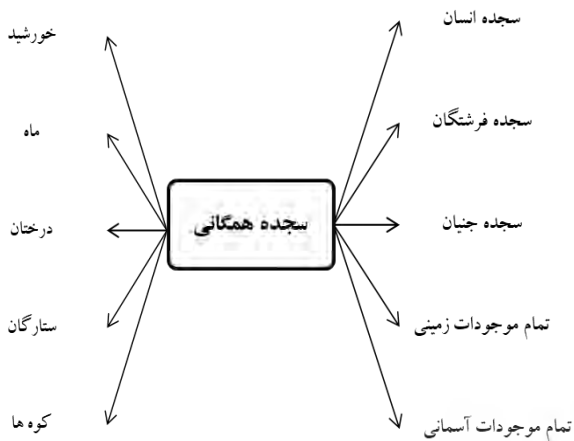 سجده انسان
سجده فرشتگان
سجده جنیان
تمام موجودات زمینی
تمام موجودات آسمانی
سجده همگانی
خورشید
ماه
درختان
ستارگان
کوه ها